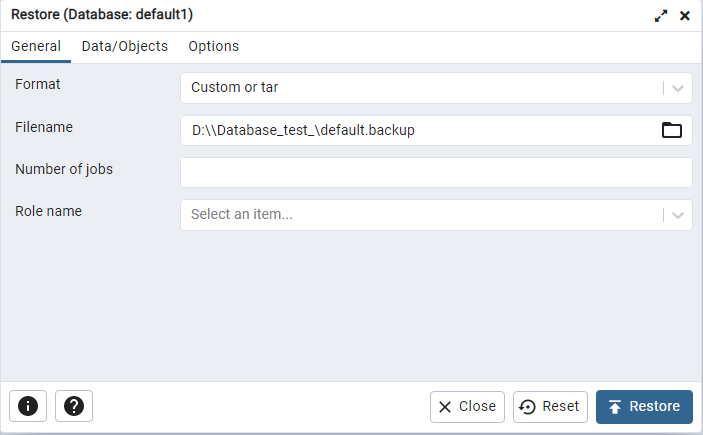 Restore (Database: default1)
General Data/Objects Options
Format Custom or tar
Filename D:\\Database_test_\default.backup
Number of jobs
Role name Select an item...
Close Reset Restore